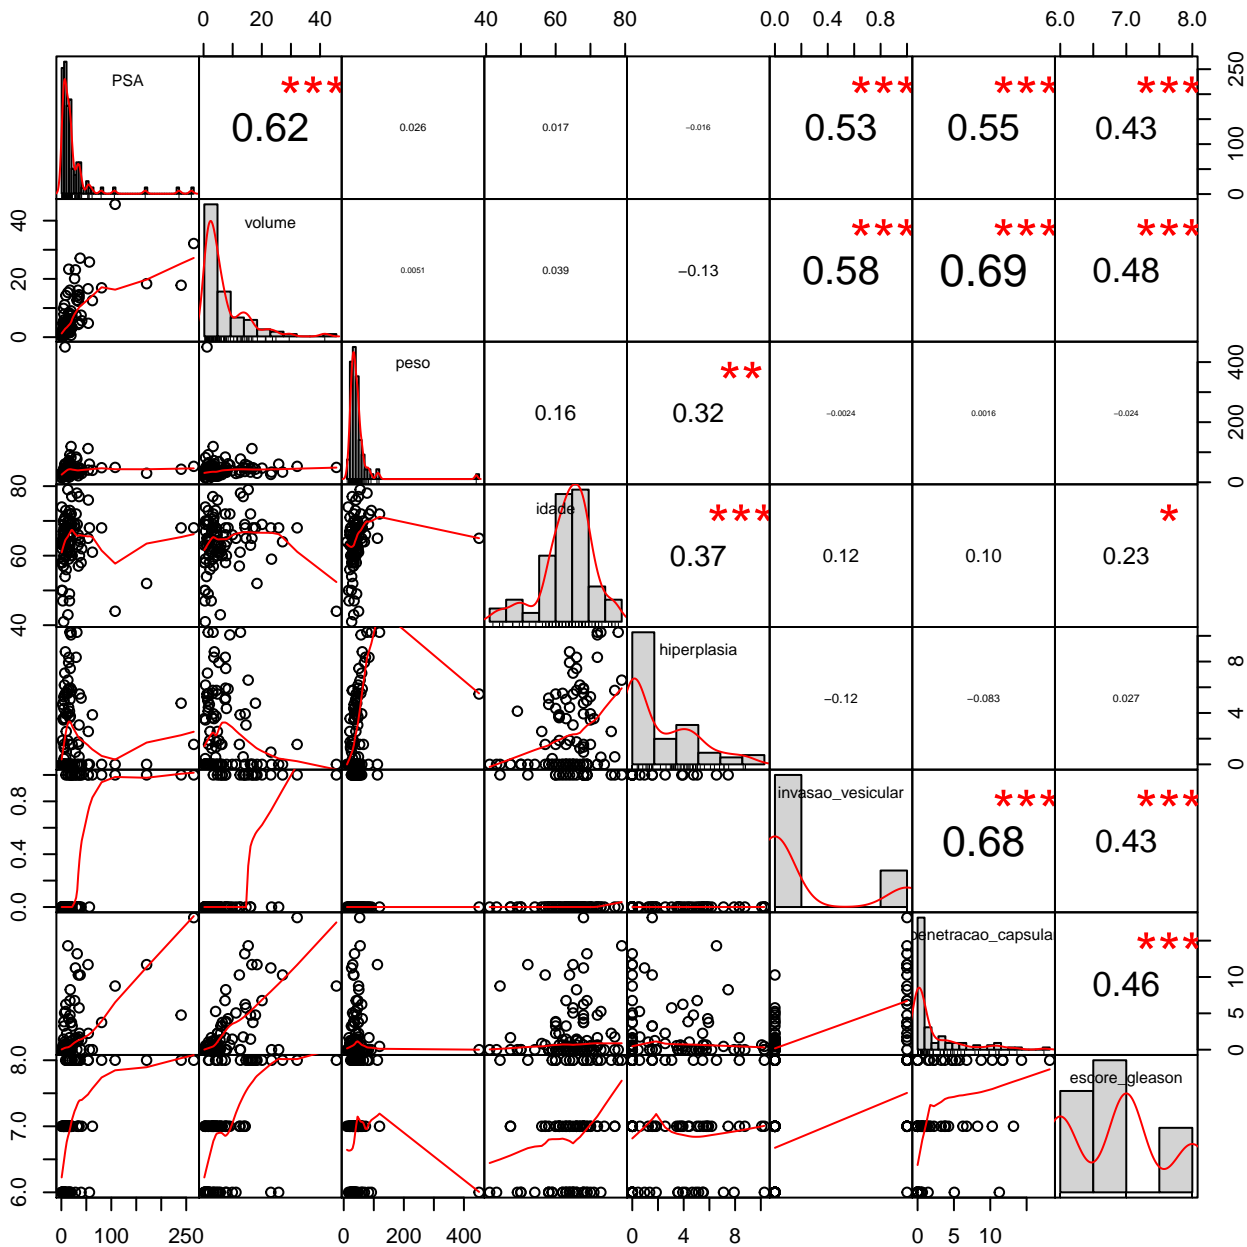 0 20 40 40 60 80 0.0 0.4 0.8 6.0 7.0 8.0
PSA *** 0.62 0.026 0.017 -0.016 *** 0.53 *** 0.55 *** 0.43 0 100 250
0 20 40 volume 0.0051 0.039 -0.13 *** 0.58 *** 0.69 *** 0.48
peso 0.16 ** 0.32 -0.0024 0.0016 -0.024 0 200 400
40 60 80 idade *** 0.37 0.12 0.10 * 0.23
hiperplasia -0.12 -0.083 0.027 0 4 8
0.0 0.4 0.8 invasao_vesicular *** 0.68 *** 0.43
penetracao_capsular *** 0.46 0 5 10
6.0 7.0 8.0 escore_gleason
0 100 250 0 200 400 0 4 8 0 5 10